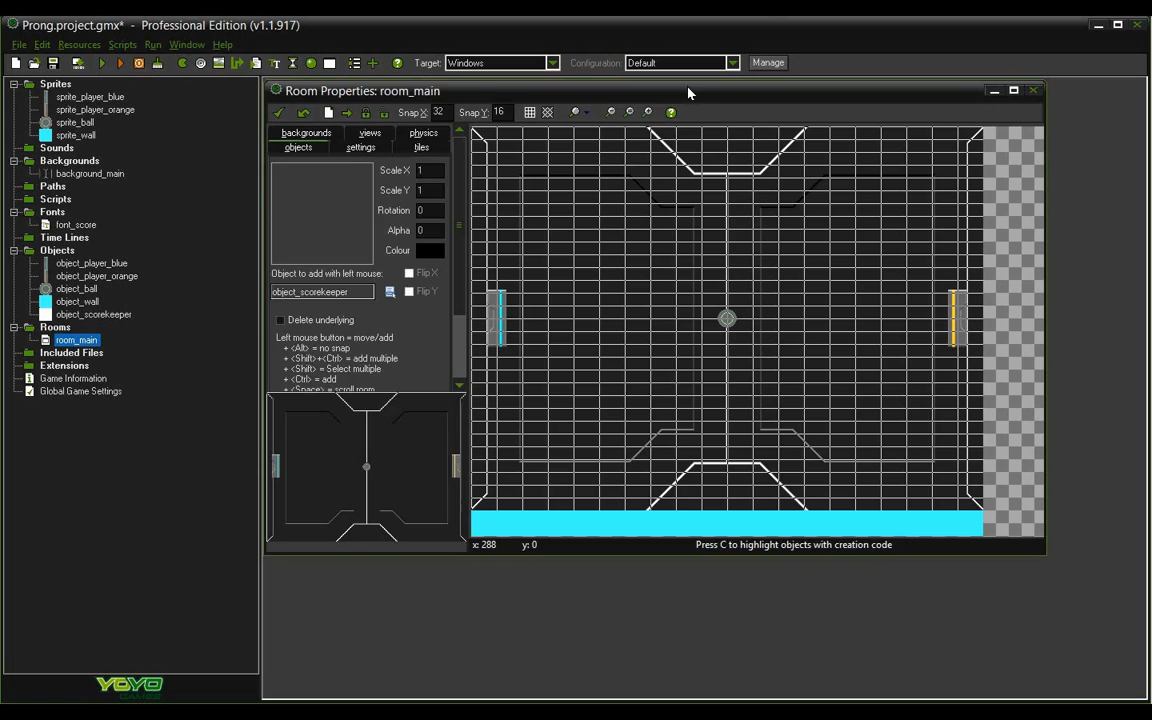 Prong.project.gmx* - Professional Edition (v1.1.917)
File Edit Resources Scripts Run Window Help
Target: Windows Configuration: Default Manage
Sprites
sprite_player_blue
sprite_player_orange
sprite_ball
sprite_wall
Sounds
Backgrounds
background_main
Paths
Scripts
Fonts
font_score
Time Lines
Objects
object_player_blue
object_player_orange
object_ball
object_wall
object_scorekeeper
Rooms
room_main
Included Files
Extensions
Game Information
Global Game Settings
YOYO
GAMES
Room Properties: room_main
Snap X: 32 Snap Y: 16
backgrounds views physics
objects settings tiles
Scale X 1
Scale Y 1
Rotation 0
Alpha 0
Colour
Object to add with left mouse: Flip X
object_scorekeeper Flip Y
Delete underlying
Left mouse button = move/add
+ <Alt> = no snap
+ <Shift>+<Ctrl> = add multiple
+ <Shift> = Select multiple
+ <Ctrl> = add
+ <Space> = scroll room
x: 288 y: 0 Press C to highlight objects with creation code